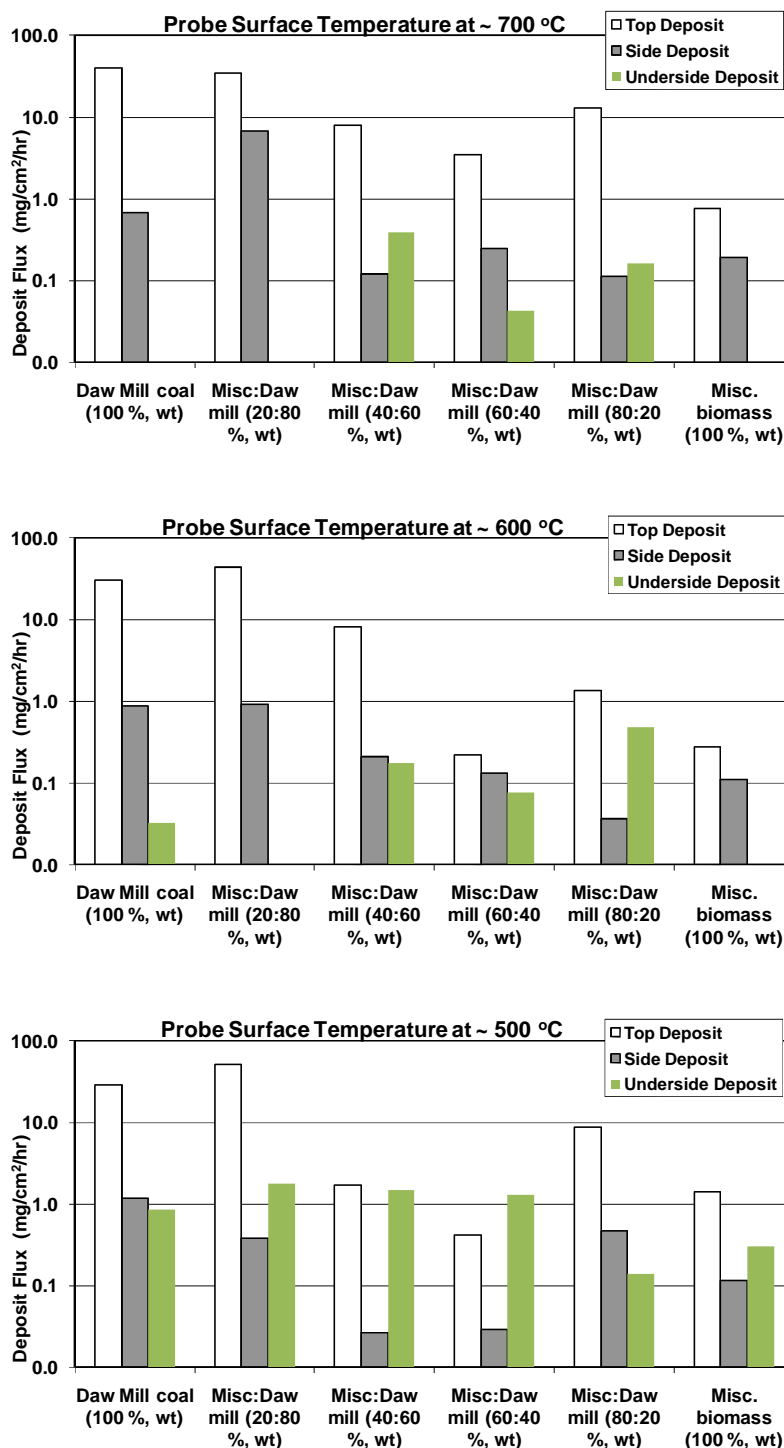 Probe Surface Temperature at ~ 700 °C
Top Deposit
Side Deposit
Underside Deposit
Deposit Flux (mg/cm²/hr)
100.0
10.0
1.0
0.1
0.0
Daw Mill coal (100 %, wt)
Misc:Daw mill (20:80 %, wt)
Misc:Daw mill (40:60 %, wt)
Misc:Daw mill (60:40 %, wt)
Misc:Daw mill (80:20 %, wt)
Misc. biomass (100 %, wt)
Probe Surface Temperature at ~ 600 °C
Top Deposit
Side Deposit
Underside Deposit
Deposit Flux (mg/cm²/hr)
100.0
10.0
1.0
0.1
0.0
Daw Mill coal (100 %, wt)
Misc:Daw mill (20:80 %, wt)
Misc:Daw mill (40:60 %, wt)
Misc:Daw mill (60:40 %, wt)
Misc:Daw mill (80:20 %, wt)
Misc. biomass (100 %, wt)
Probe Surface Temperature at ~ 500 °C
Top Deposit
Side Deposit
Underside Deposit
Deposit Flux (mg/cm²/hr)
100.0
10.0
1.0
0.1
0.0
Daw Mill coal (100 %, wt)
Misc:Daw mill (20:80 %, wt)
Misc:Daw mill (40:60 %, wt)
Misc:Daw mill (60:40 %, wt)
Misc:Daw mill (80:20 %, wt)
Misc. biomass (100 %, wt)